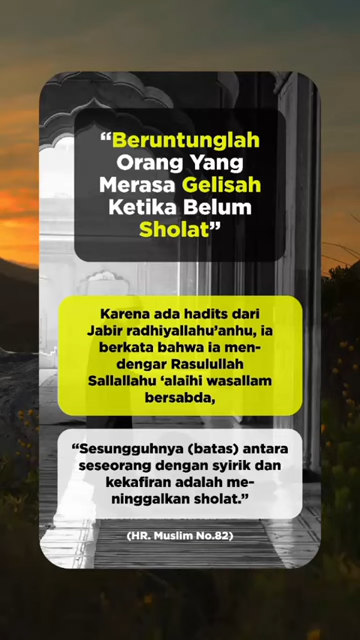 “Beruntunglah
Orang Yang
Merasa Gelisah
Ketika Belum
Sholat”
Karena ada hadits dari
Jabir radhiyallahu’anhu, ia
berkata bahwa ia men-
dengar Rasulullah
Sallallahu ‘alaihi wasallam
bersabda,
“Sesungguhnya (batas) antara
seseorang dengan syirik dan
kekafiran adalah me-
ninggalkan sholat.”
(HR. Muslim No.82)